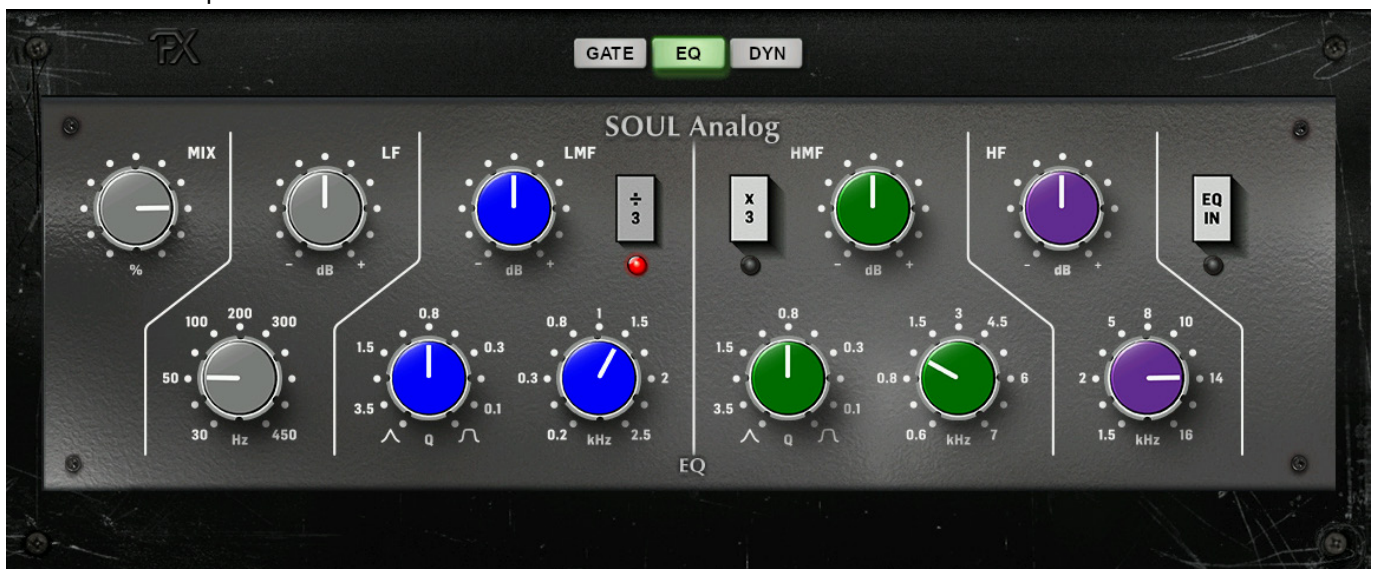 GATE EQ DYN
SOUL Analog
MIX LF LMF HMF HF
÷
3
x
3
EQ
IN
%
- dB +
- dB +
- dB +
- dB +
30 50 100 200 300 450 Hz
3.5 1.5 0.8 0.3 0.1 Q
0.2 0.3 0.8 1 1.5 2 2.5 kHz
3.5 1.5 0.8 0.3 0.1 Q
0.6 0.8 1.5 3 4.5 6 7 kHz
1.5 2 5 8 10 14 16 kHz
EQ